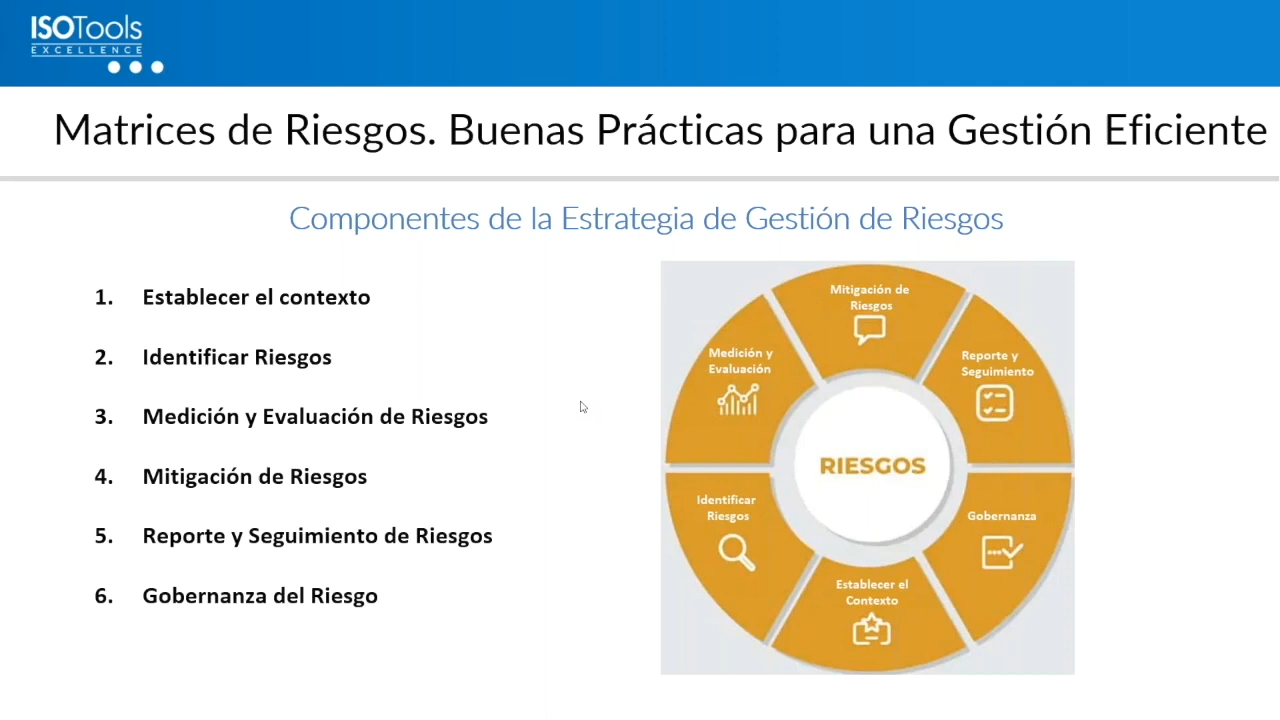 ISOTools
EXCELLENCE
Matrices de Riesgos. Buenas Prácticas para una Gestión Eficiente
Componentes de la Estrategia de Gestión de Riesgos
1. Establecer el contexto
2. Identificar Riesgos
3. Medición y Evaluación de Riesgos
4. Mitigación de Riesgos
5. Reporte y Seguimiento de Riesgos
6. Gobernanza del Riesgo
Mitigación de
Riesgos
Medición y
Evaluación
Reporte y
Seguimiento
RIESGOS
Identificar
Riesgos
Gobernanza
Establecer el
Contexto